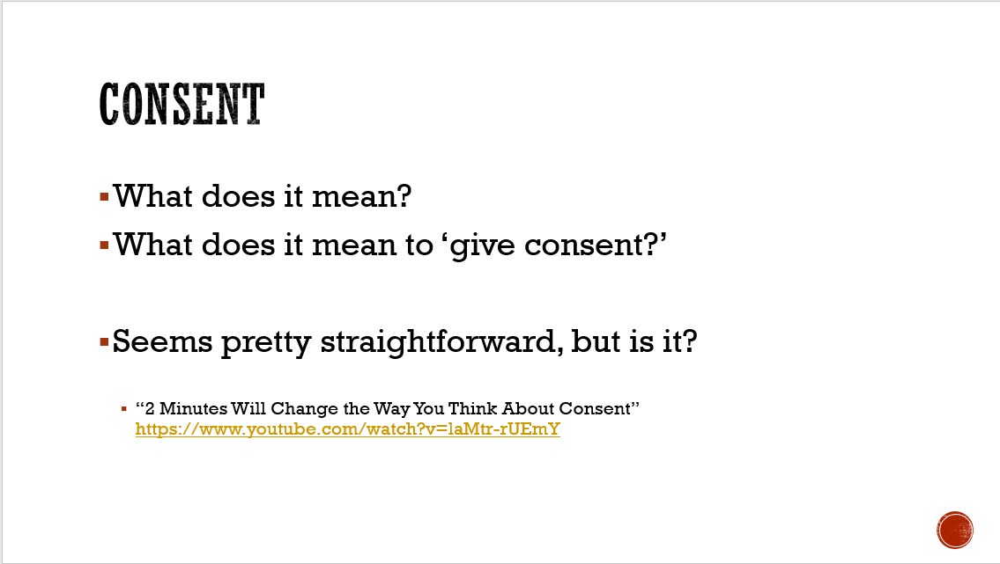 CONSENT
What does it mean?
What does it mean to ‘give consent?’
Seems pretty straightforward, but is it?
“2 Minutes Will Change the Way You Think About Consent”
https://www.youtube.com/watch?v=laMtr-rUEmY